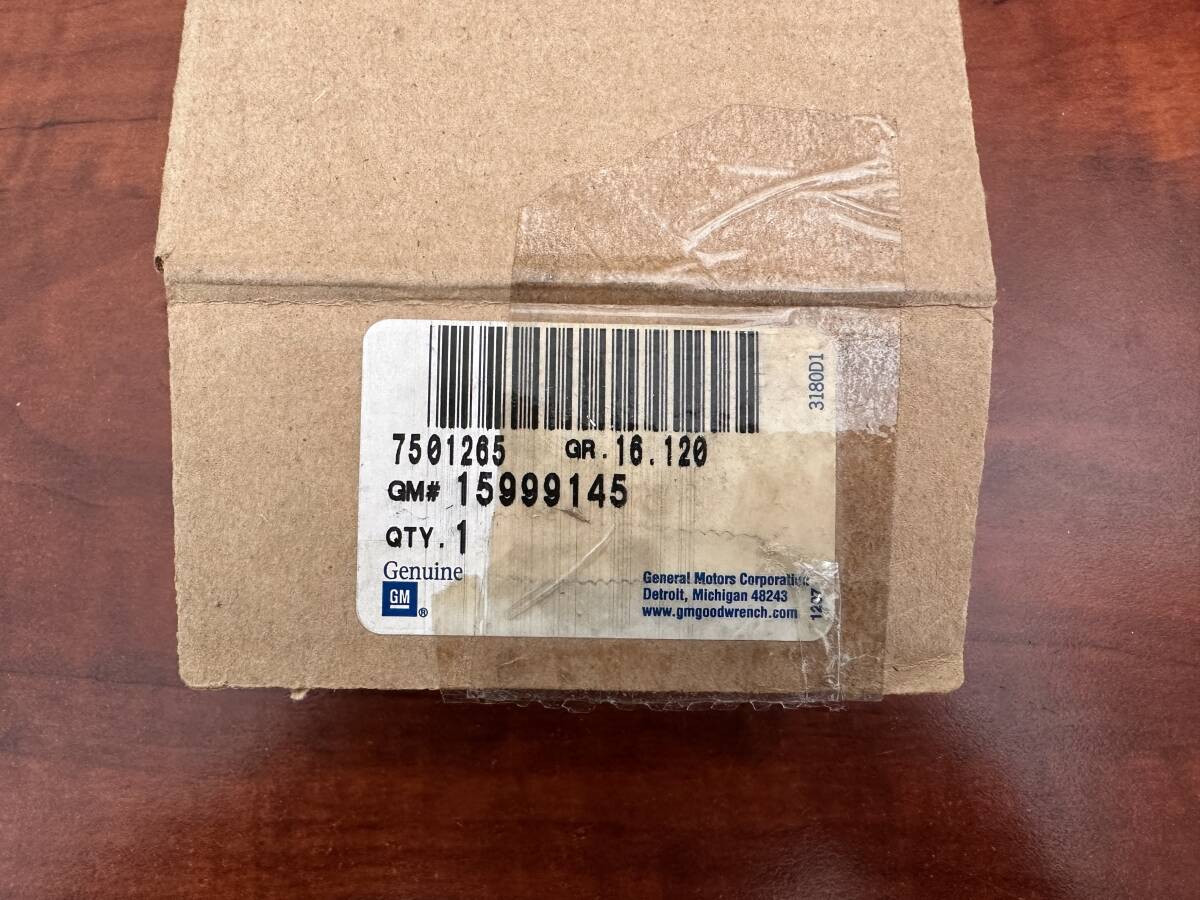 3180D1
7501265 GR. 16.120
GM# 15999145
QTY. 1
Genuine
GM®
General Motors Corporation
Detroit, Michigan 48243
www.gmgoodwrench.com